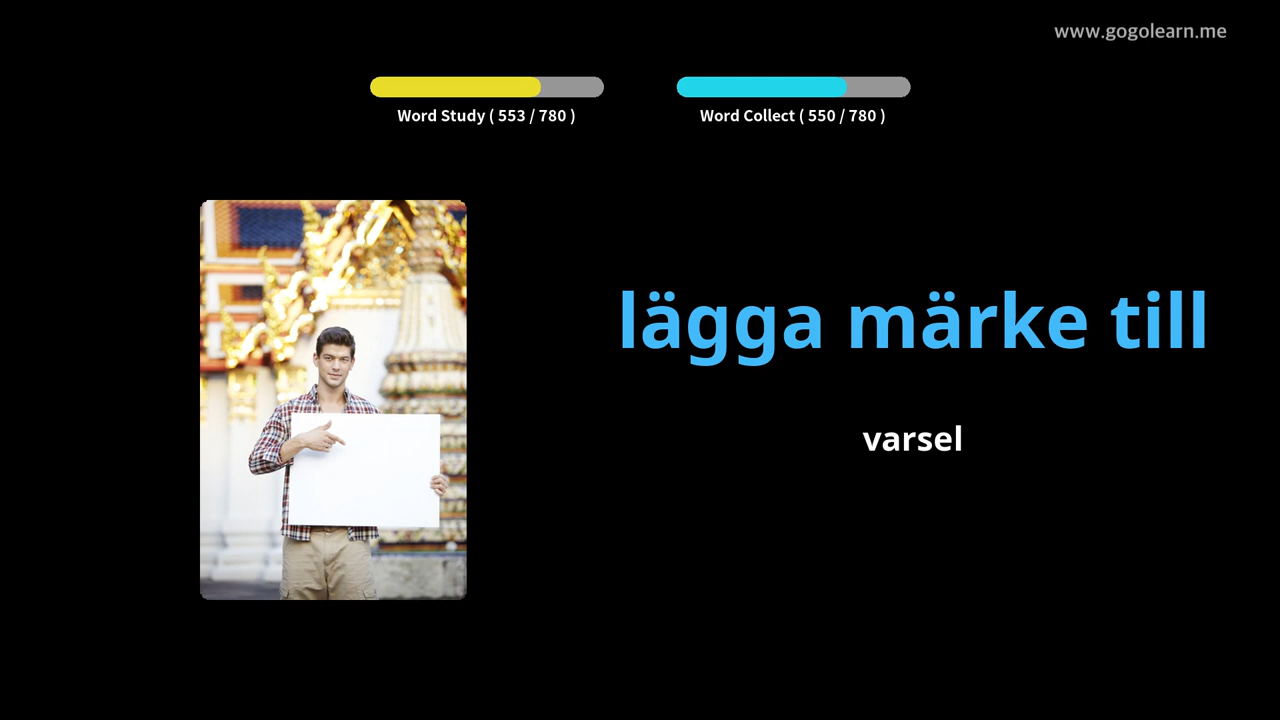 www.gogolearn.me
Word Study ( 553 / 780 )
Word Collect ( 550 / 780 )
lägga märke till
varsel